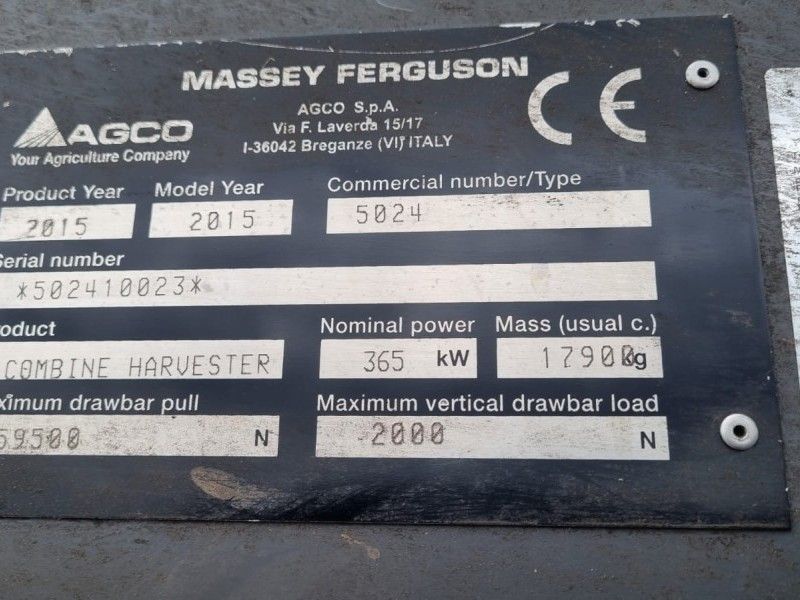 MASSEY FERGUSON
CE
AGCO
Your Agriculture Company
AGCO S.p.A.
Via F. Laverda 15/17
I-36042 Breganze (VI) ITALY
Product Year Model Year Commercial number/Type
2015 2015 5024
Serial number
*502410023*
roduct Nominal power Mass (usual c.)
COMBINE HARVESTER 365 kW 17900 kg
ximum drawbar pull Maximum vertical drawbar load
59500 N 2000 N